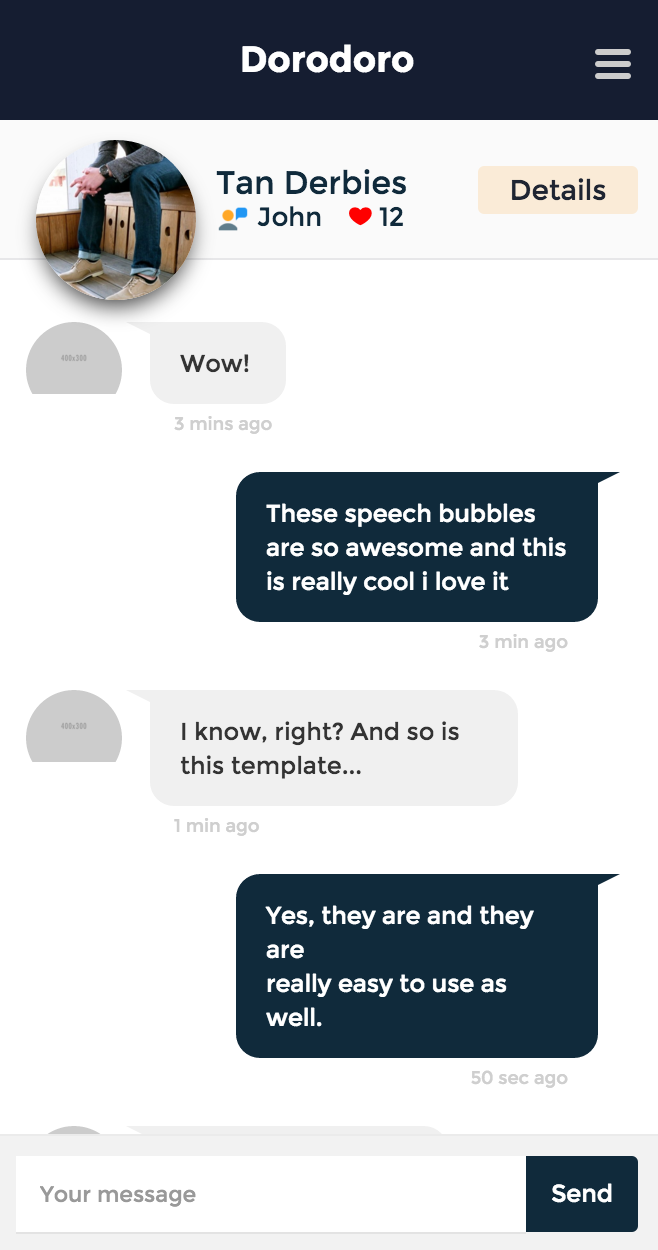 Dorodoro
Tan Derbies
Details
John 12
400x300
Wow!
3 mins ago
These speech bubbles
are so awesome and this
is really cool i love it
3 min ago
400x300
I know, right? And so is
this template...
1 min ago
Yes, they are and they
are
really easy to use as
well.
50 sec ago
Your message
Send